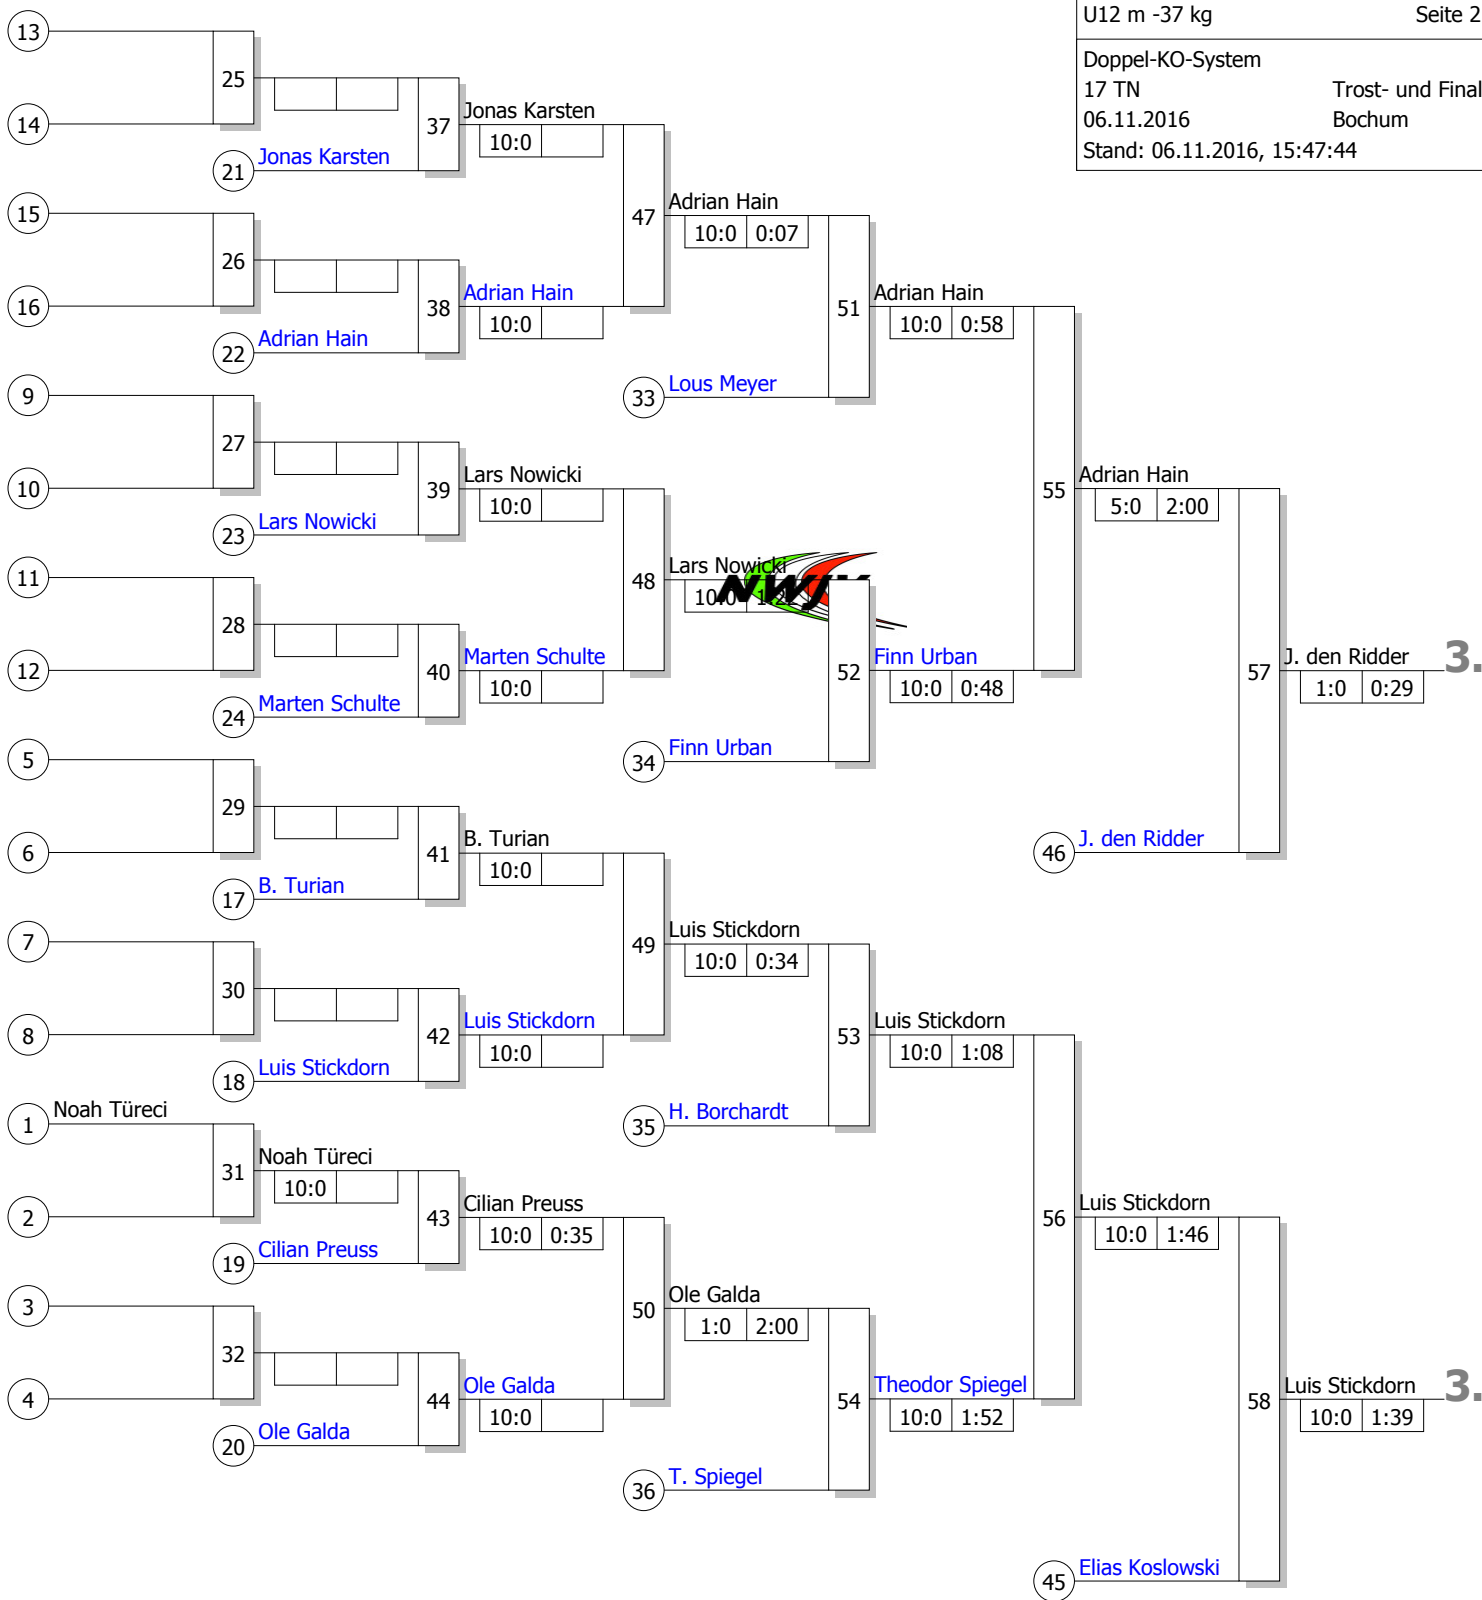 U12 m -37 kg Seite 2
Doppel-KO-System
17 TN Trost- und Final
06.11.2016 Bochum
Stand: 06.11.2016, 15:47:44
13
25
14
37
Jonas Karsten
10:0
21
Jonas Karsten
15
26
16
38
Adrian Hain
10:0
22
Adrian Hain
47
Adrian Hain
10:0 0:07
33
Lous Meyer
51
Adrian Hain
10:0 0:58
9
27
10
39
Lars Nowicki
10:0
23
Lars Nowicki
11
28
12
40
Marten Schulte
10:0
24
Marten Schulte
48
Lars Nowicki
10:0 1:22
NWJV
34
Finn Urban
52
Finn Urban
10:0 0:48
55
Adrian Hain
5:0 2:00
46
J. den Ridder
57
J. den Ridder
1:0 0:29
3.
5
29
6
41
B. Turian
10:0
17
B. Turian
7
30
8
42
Luis Stickdorn
10:0
18
Luis Stickdorn
49
Luis Stickdorn
10:0 0:34
35
H. Borchardt
53
Luis Stickdorn
10:0 1:08
1
Noah Türeci
31
2
Noah Türeci
10:0
43
Cilian Preuss
10:0 0:35
19
Cilian Preuss
3
32
4
44
Ole Galda
10:0
20
Ole Galda
50
Ole Galda
1:0 2:00
36
T. Spiegel
54
Theodor Spiegel
10:0 1:52
56
Luis Stickdorn
10:0 1:46
45
Elias Koslowski
58
Luis Stickdorn
10:0 1:39
3.